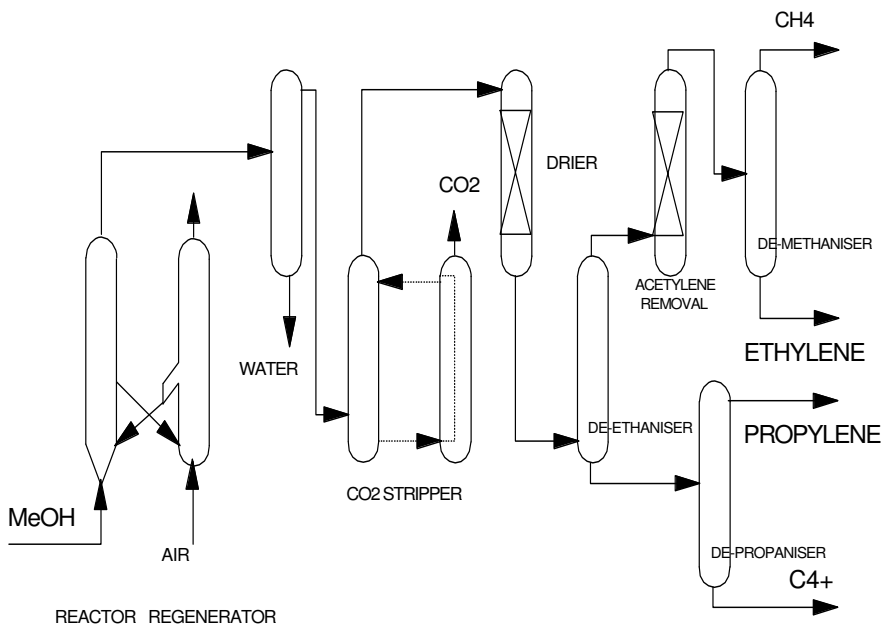 CH4
DRIER
CO2
DE-METHANISER
ACETYLENE
REMOVAL
WATER
ETHYLENE
DE-ETHANISER
PROPYLENE
CO2 STRIPPER
MeOH
AIR
DE-PROPANISER
C4+
REACTOR REGENERATOR